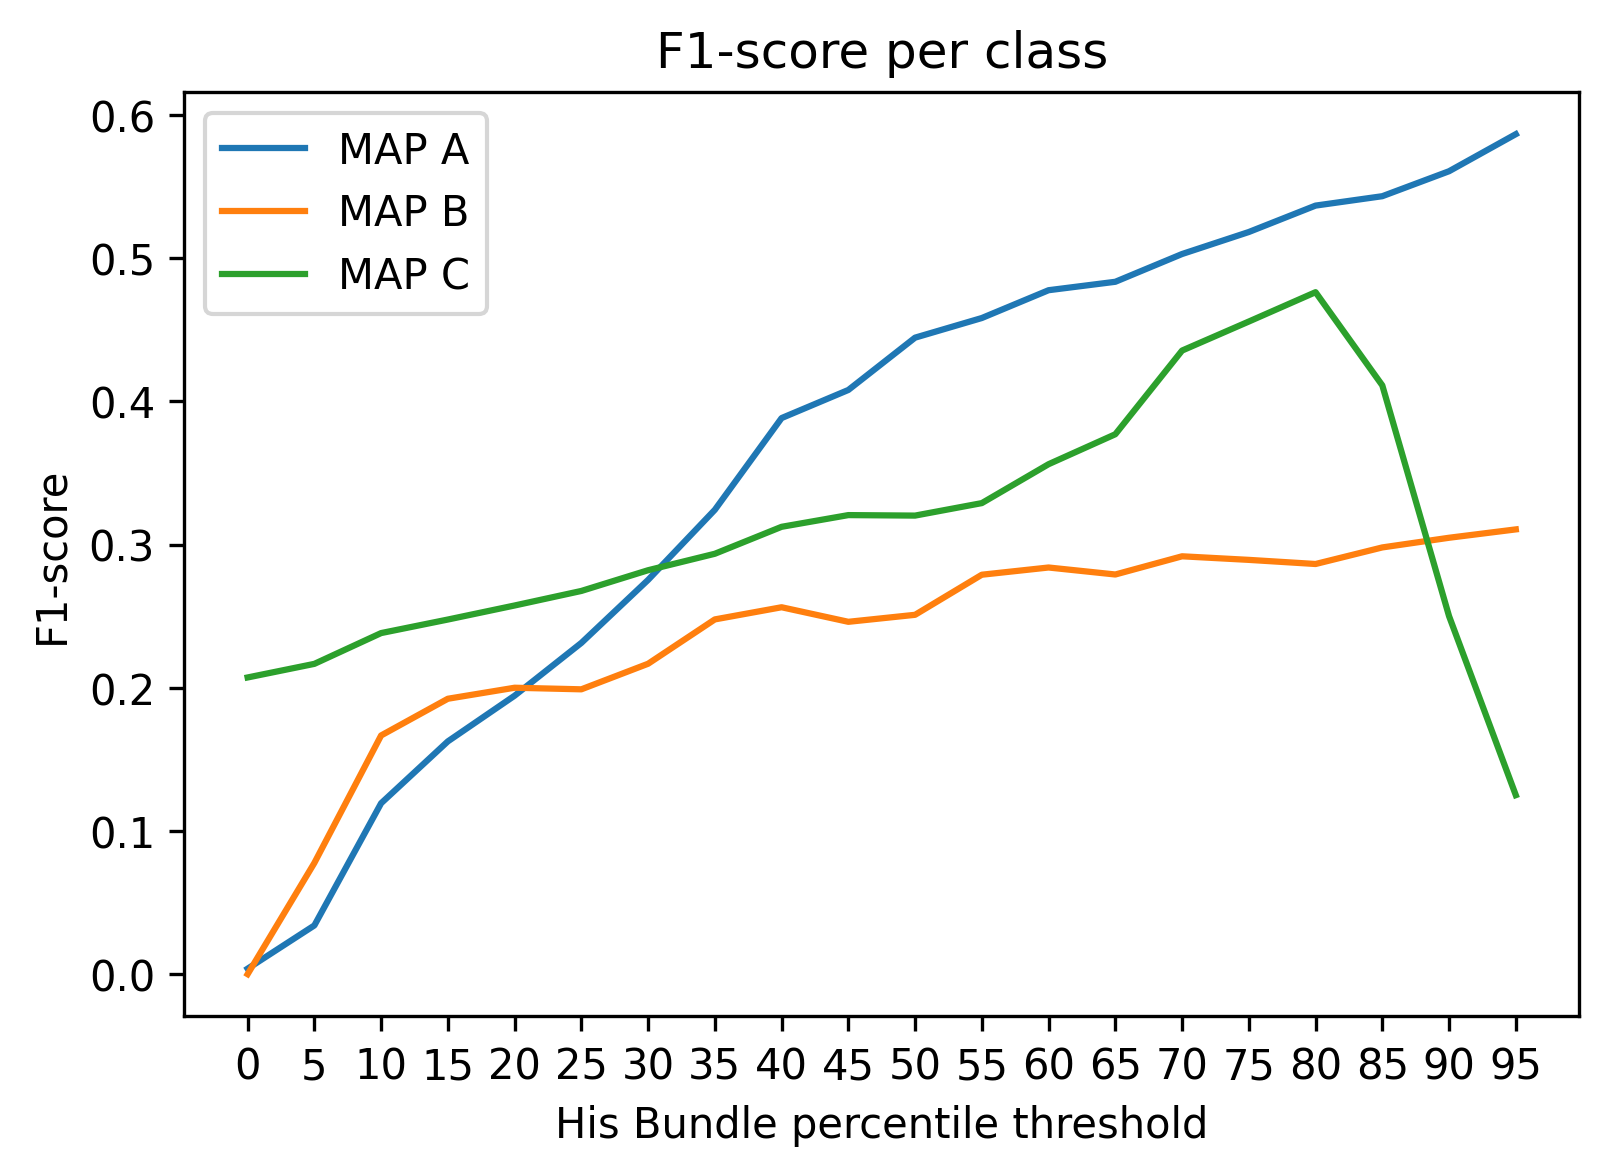 F1-score per class
MAP A
MAP B
MAP C
0.6
0.5
0.4
0.3
0.2
0.1
0.0
F1-score
0 5 10 15 20 25 30 35 40 45 50 55 60 65 70 75 80 85 90 95
His Bundle percentile threshold